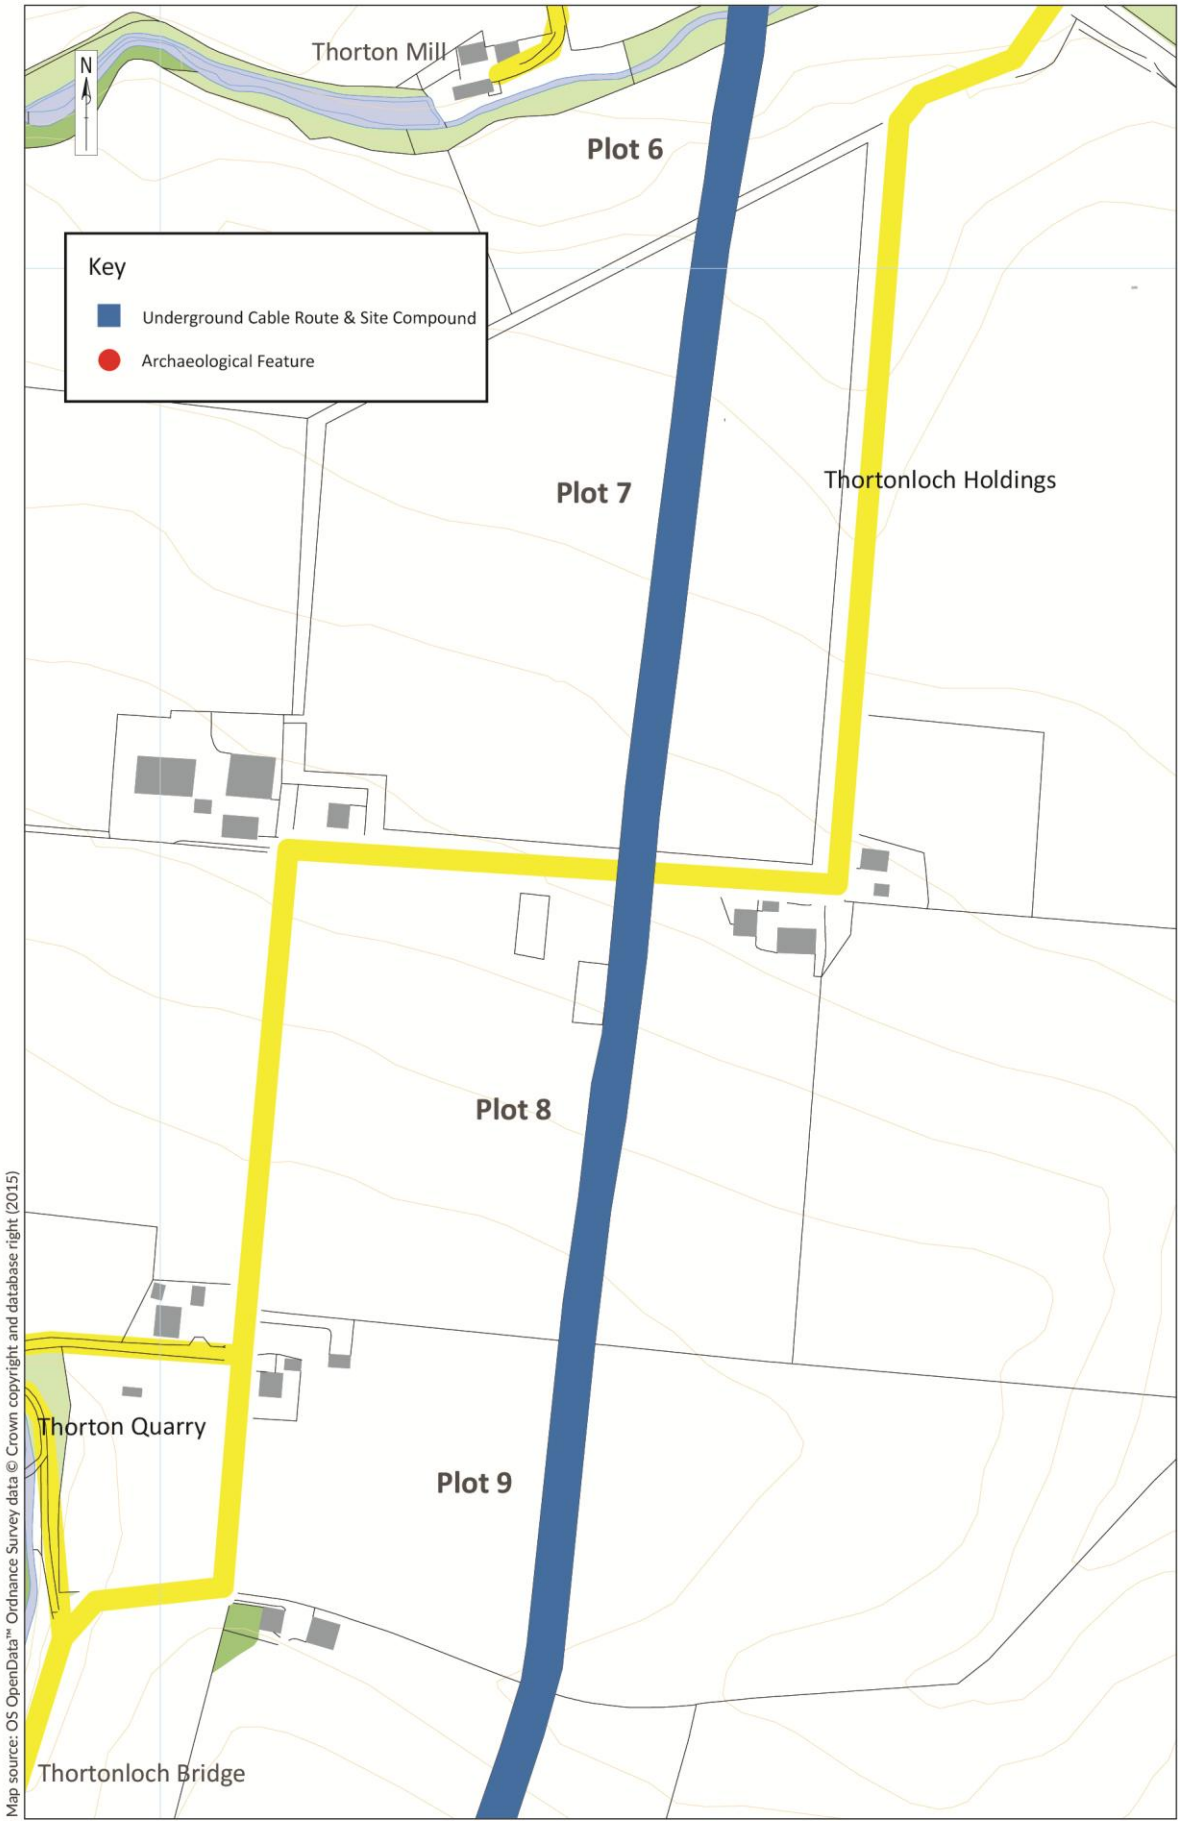 Thorton Mill
N
Plot 6
Key
Underground Cable Route & Site Compound
Archaeological Feature
Thortonloch Holdings
Plot 7
Plot 8
Thorton Quarry
Plot 9
Thortonloch Bridge
Map source: OS OpenData™ Ordnance Survey data © Crown copyright and database right (2015)